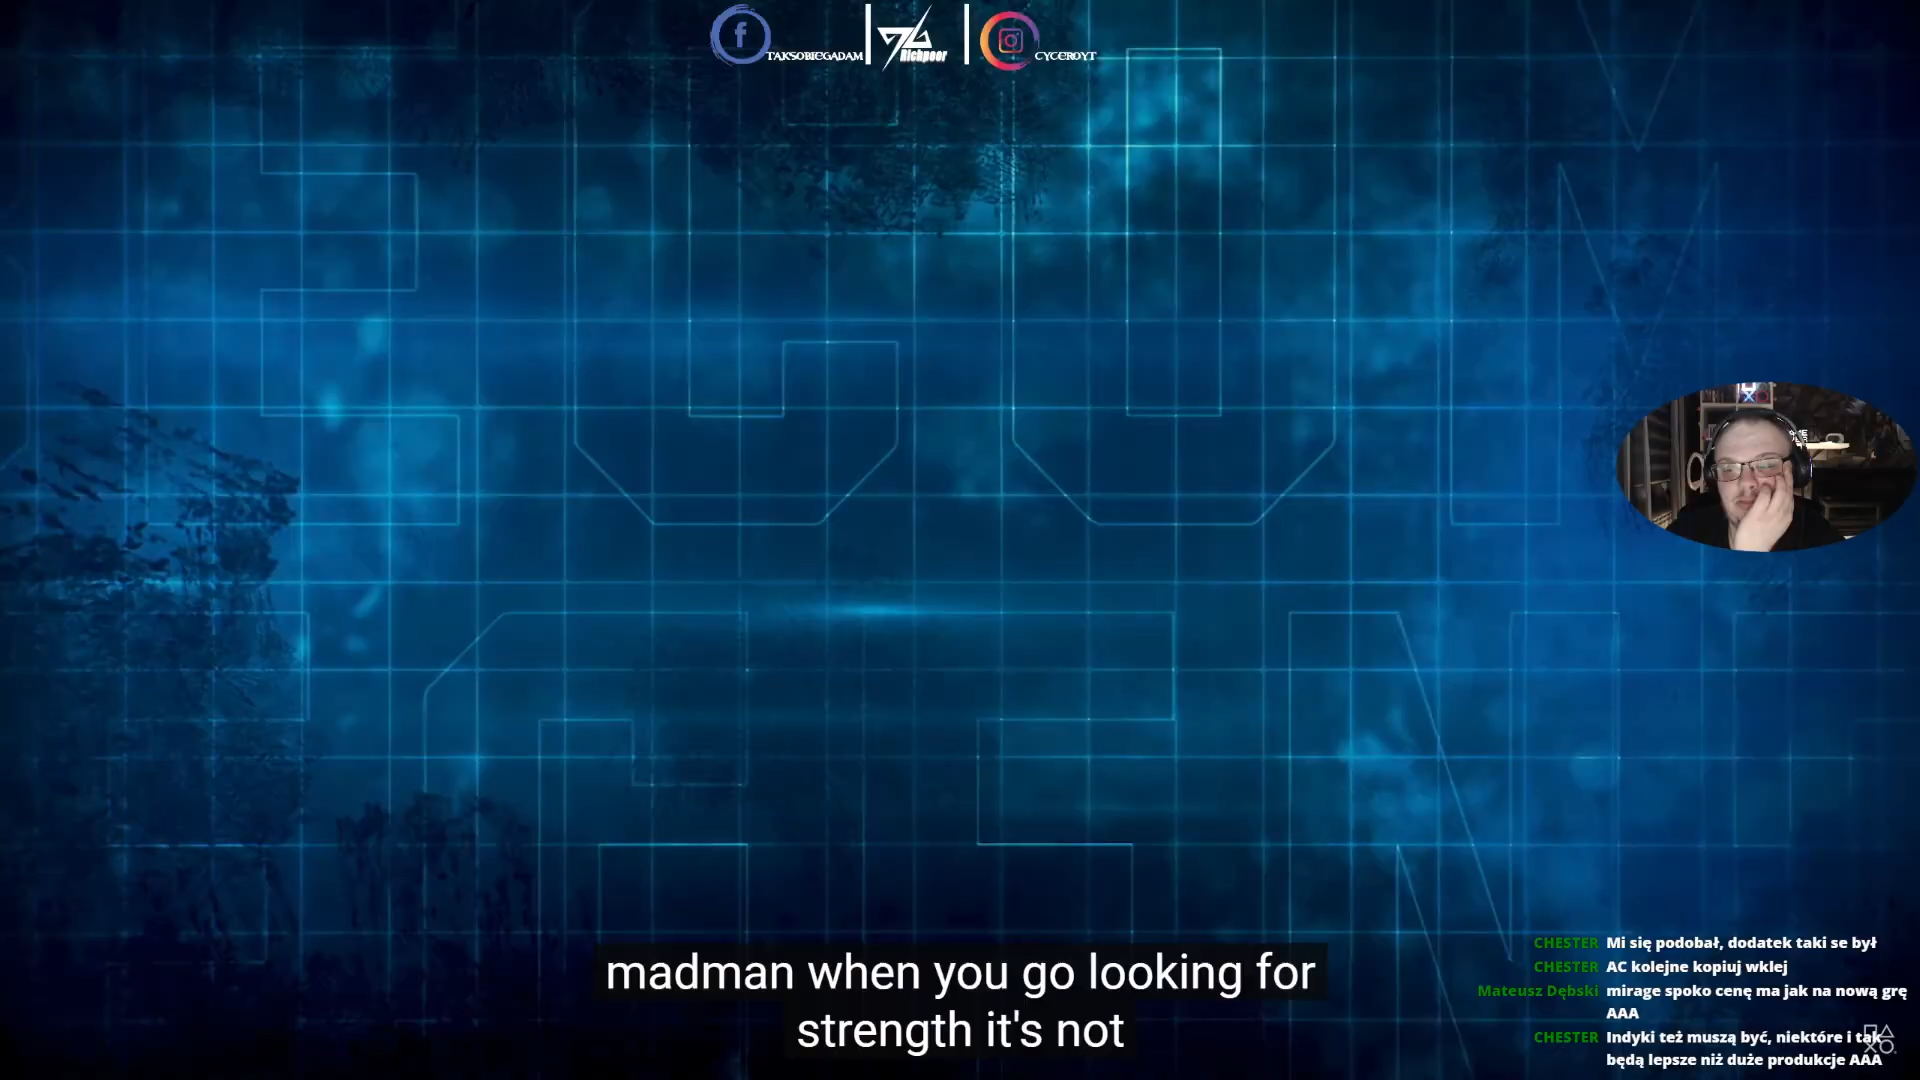 TAKSOBIEGADAM
Richpoor
CYCEROYT
madman when you go looking for
strength it's not
CHESTER Mi się podobał, dodatek taki se był
CHESTER AC kolejne kopiuj wklej
Mateusz Dębski mirage spoko cenę ma jak na nową grę
AAA
CHESTER Indyki też muszą być, niektóre i tak
będą lepsze niż duże produkcje AAA